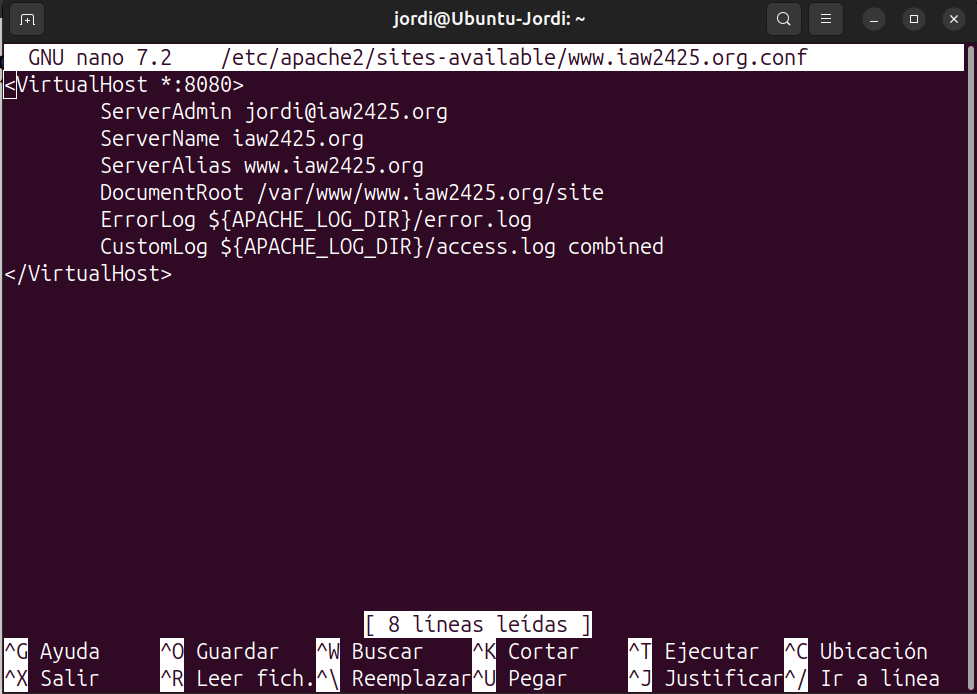 jordi@Ubuntu-Jordi: ~
GNU nano 7.2    /etc/apache2/sites-available/www.iaw2425.org.conf
<VirtualHost *:8080>
        ServerAdmin jordi@iaw2425.org
        ServerName iaw2425.org
        ServerAlias www.iaw2425.org
        DocumentRoot /var/www/www.iaw2425.org/site
        ErrorLog ${APACHE_LOG_DIR}/error.log
        CustomLog ${APACHE_LOG_DIR}/access.log combined
</VirtualHost>
[ 8 líneas leídas ]
^G Ayuda     ^O Guardar   ^W Buscar    ^K Cortar    ^T Ejecutar  ^C Ubicación
^X Salir     ^R Leer fich.^\ Reemplazar^U Pegar     ^J Justificar^/ Ir a línea